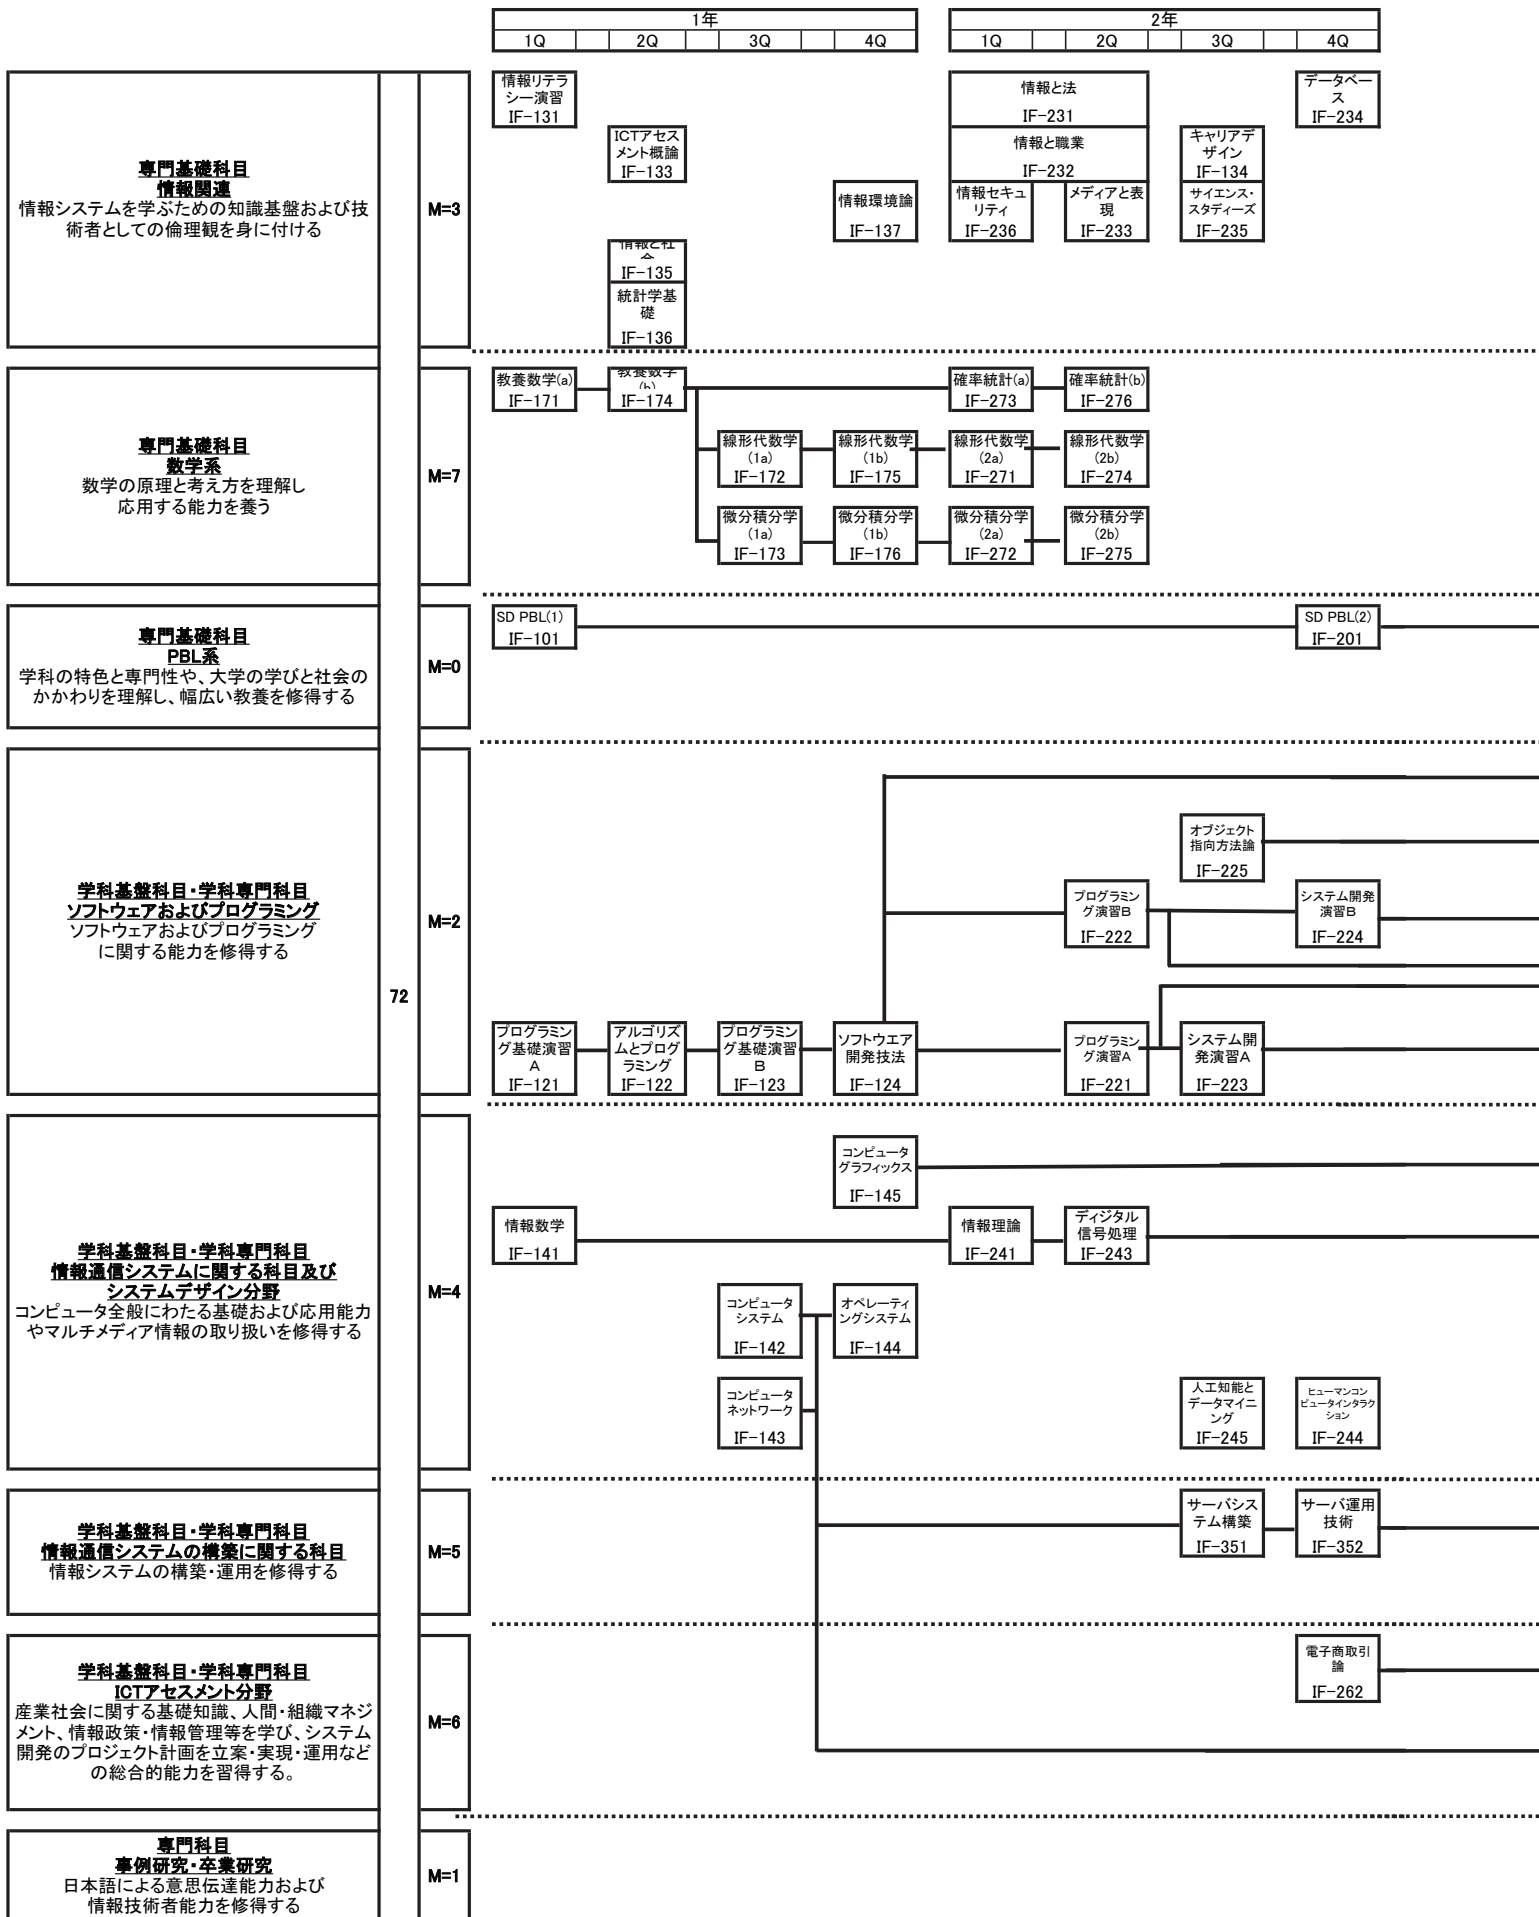 1年
2年
1Q 2Q 3Q 4Q 1Q 2Q 3Q 4Q
専門基礎科目
情報関連
情報システムを学ぶための知識基盤および技
術者としての倫理観を身に付ける
M=3
情報リテラ
シー演習
IF-131
情報と法
IF-231
データベー
ス
IF-234
ICTアセス
メント概論
IF-133
情報と職業
IF-232
キャリアデ
ザイン
IF-134
情報環境論
IF-137
情報セキュ
リティ
IF-236
メディアと表
現
IF-233
サイエンス・
スタディーズ
IF-235
情報と社
会
IF-135
統計学基
礎
IF-136
専門基礎科目
数学系
数学の原理と考え方を理解し
応用する能力を養う
M=7
教養数学(a)
IF-171
教養数学
(b)
IF-174
確率統計(a)
IF-273
確率統計(b)
IF-276
線形代数学
(1a)
IF-172
線形代数学
(1b)
IF-175
線形代数学
(2a)
IF-271
線形代数学
(2b)
IF-274
微分積分学
(1a)
IF-173
微分積分学
(1b)
IF-176
微分積分学
(2a)
IF-272
微分積分学
(2b)
IF-275
専門基礎科目
PBL系
学科の特色と専門性や、大学の学びと社会の
かかわりを理解し、幅広い教養を修得する
M=0
SD PBL(1)
IF-101
SD PBL(2)
IF-201
学科基盤科目・学科専門科目
ソフトウェアおよびプログラミング
ソフトウェアおよびプログラミング
に関する能力を修得する
72
M=2
オブジェクト
指向方法論
IF-225
プログラミン
グ演習B
IF-222
システム開発
演習B
IF-224
プログラミン
グ基礎演習
A
IF-121
アルゴリズ
ムとプログ
ラミング
IF-122
プログラミン
グ基礎演習
B
IF-123
ソフトウエア
開発技法
IF-124
プログラミン
グ演習A
IF-221
システム開
発演習A
IF-223
学科基盤科目・学科専門科目
情報通信システムに関する科目及び
システムデザイン分野
コンピュータ全般にわたる基礎および応用能力
やマルチメディア情報の取り扱いを修得する
M=4
コンピュータ
グラフィックス
IF-145
情報数学
IF-141
情報理論
IF-241
ディジタル
信号処理
IF-243
コンピュータ
システム
IF-142
オペレーティ
ングシステム
IF-144
コンピュータ
ネットワーク
IF-143
人工知能と
データマイニ
ング
IF-245
ヒューマンコン
ピュータインタラク
ション
IF-244
学科基盤科目・学科専門科目
情報通信システムの構築に関する科目
情報システムの構築・運用を修得する
M=5
サーバシス
テム構築
IF-351
サーバ運用
技術
IF-352
学科基盤科目・学科専門科目
ICTアセスメント分野
産業社会に関する基礎知識、人間・組織マネジ
メント、情報政策・情報管理等を学び、システム
開発のプロジェクト計画を立案・実現・運用など
の総合的能力を習得する。
M=6
電子商取引
論
IF-262
専門科目
事例研究・卒業研究
日本語による意思伝達能力および
情報技術者能力を修得する
M=1